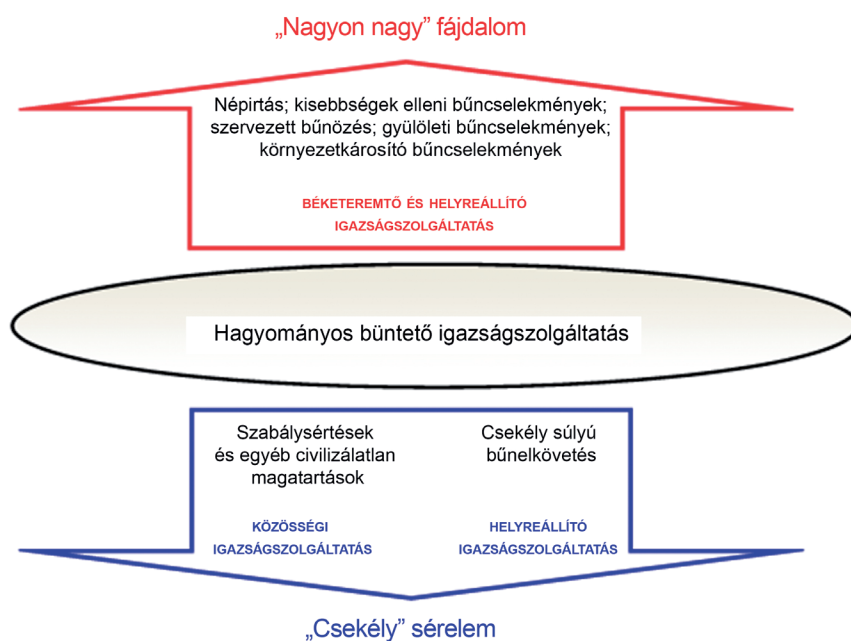 „Nagyon nagy” fájdalom
Népirtás; kisebbségek elleni bűncselekmények;
szervezett bűnözés; gyülöleti bűncselekmények;
környezetkárosító bűncselekmények
BÉKETEREMTŐ ÉS HELYREÁLLÍTÓ
IGAZSÁGSZOLGÁLTATÁS
Hagyományos büntető igazságszolgáltatás
Szabálysértések
és egyéb civilizálatlan
magatartások
KÖZÖSSÉGI
IGAZSÁGSZOLGÁLTATÁS
Csekély súlyú
bűnelkövetés
HELYREÁLLÍTÓ
IGAZSÁGSZOLGÁLTATÁS
„Csekély” sérelem